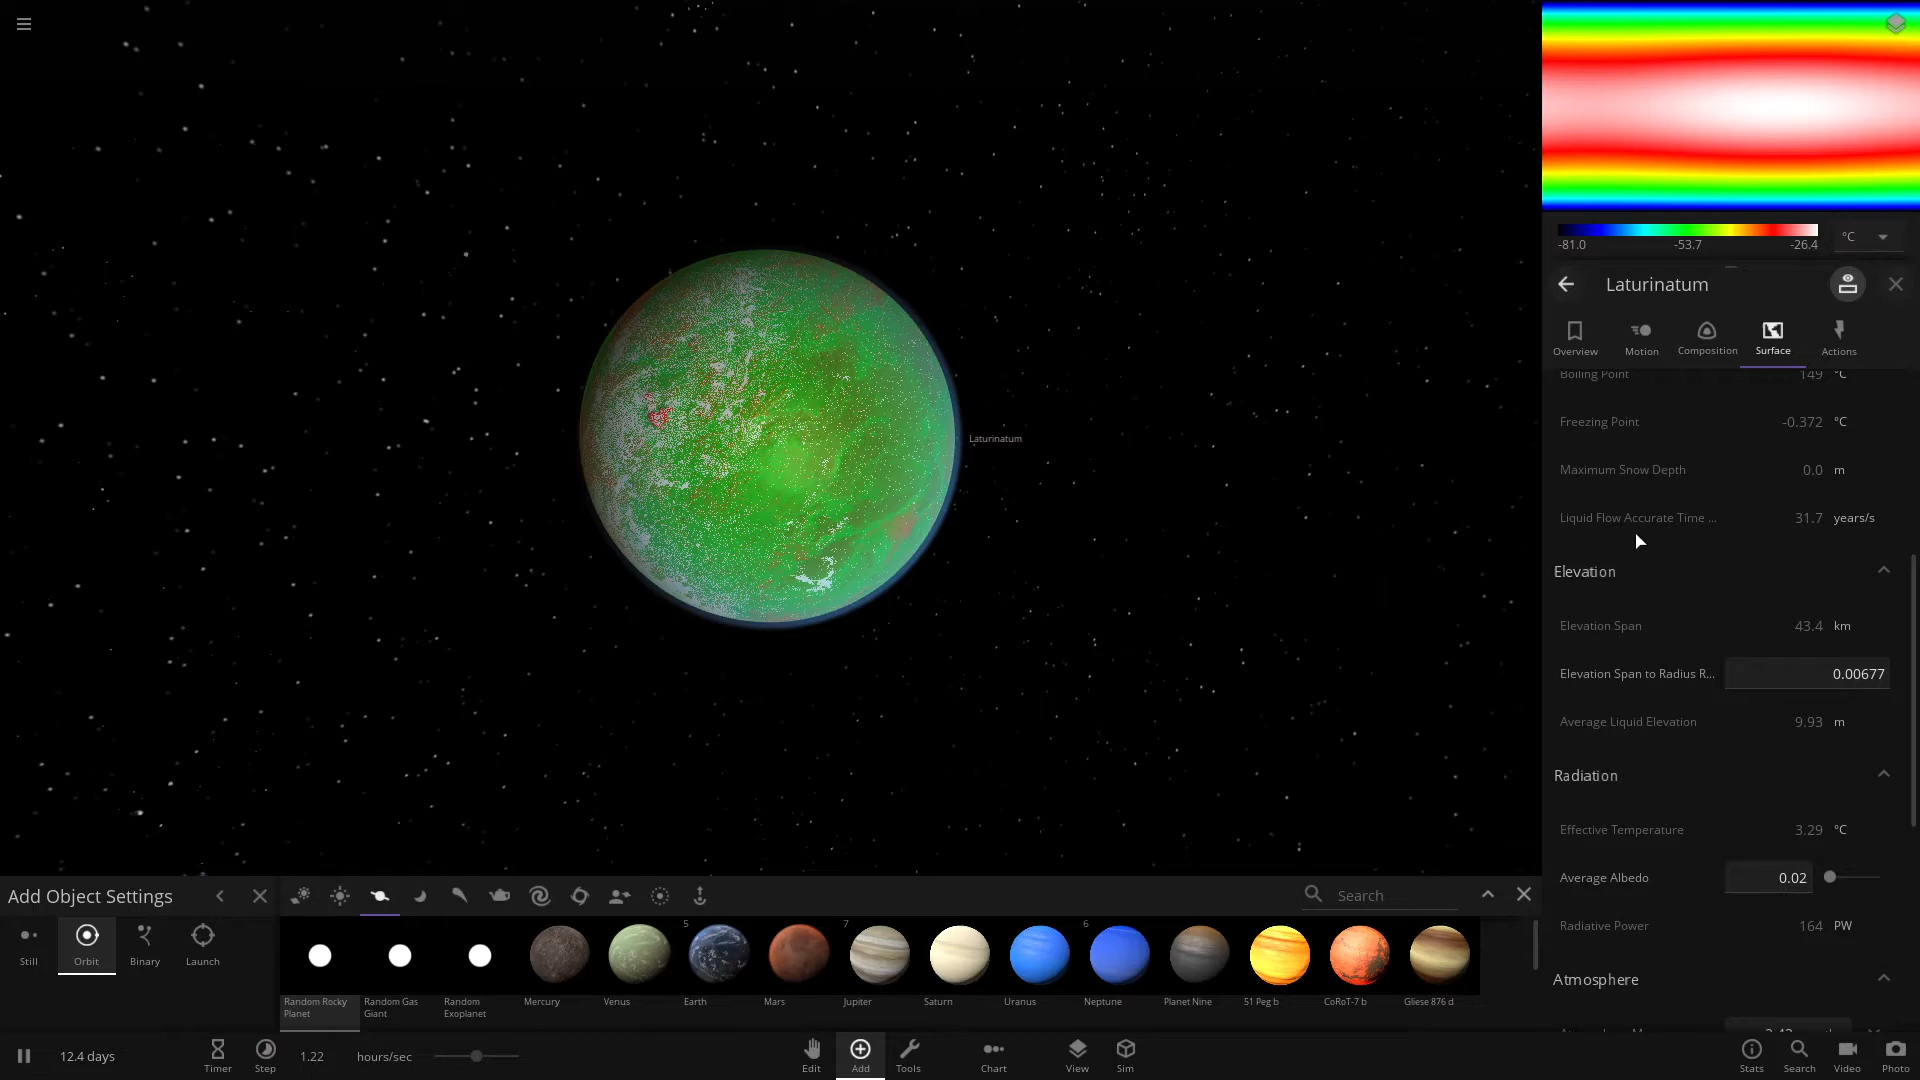 -81.0 -53.7 -26.4 °C
Laturinatum
Overview Motion Composition Surface Actions
Boiling Point 149 °C
Freezing Point -0.372 °C
Maximum Snow Depth 0.0 m
Liquid Flow Accurate Time ... 31.7 years/s
Elevation
Elevation Span 43.4 km
Elevation Span to Radius R... 0.00677
Average Liquid Elevation 9.93 m
Radiation
Effective Temperature 3.29 °C
Average Albedo 0.02
Radiative Power 164 PW
Atmosphere
Laturinatum
Add Object Settings
Search
Still Orbit Binary Launch
5 7 6
Random Rocky Planet
Random Gas Giant
Random Exoplanet
Mercury
Venus
Earth
Mars
Jupiter
Saturn
Uranus
Neptune
Planet Nine
51 Peg b
CoRoT-7 b
Gliese 876 d
12.4 days
Timer
Step
1.22 hours/sec
Edit Add Tools Chart View Sim
Stats Search Video Photo